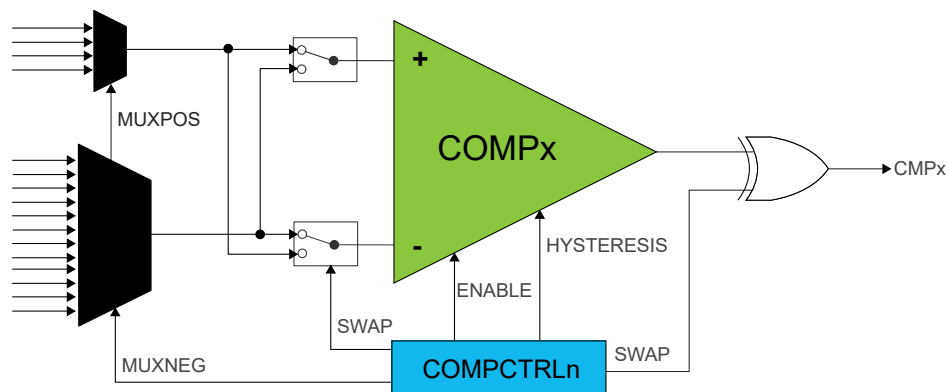 +
MUXPOS
COMPx
CMPx
-
HYSTERESIS
ENABLE
SWAP
MUXNEG
COMPCTRLn
SWAP